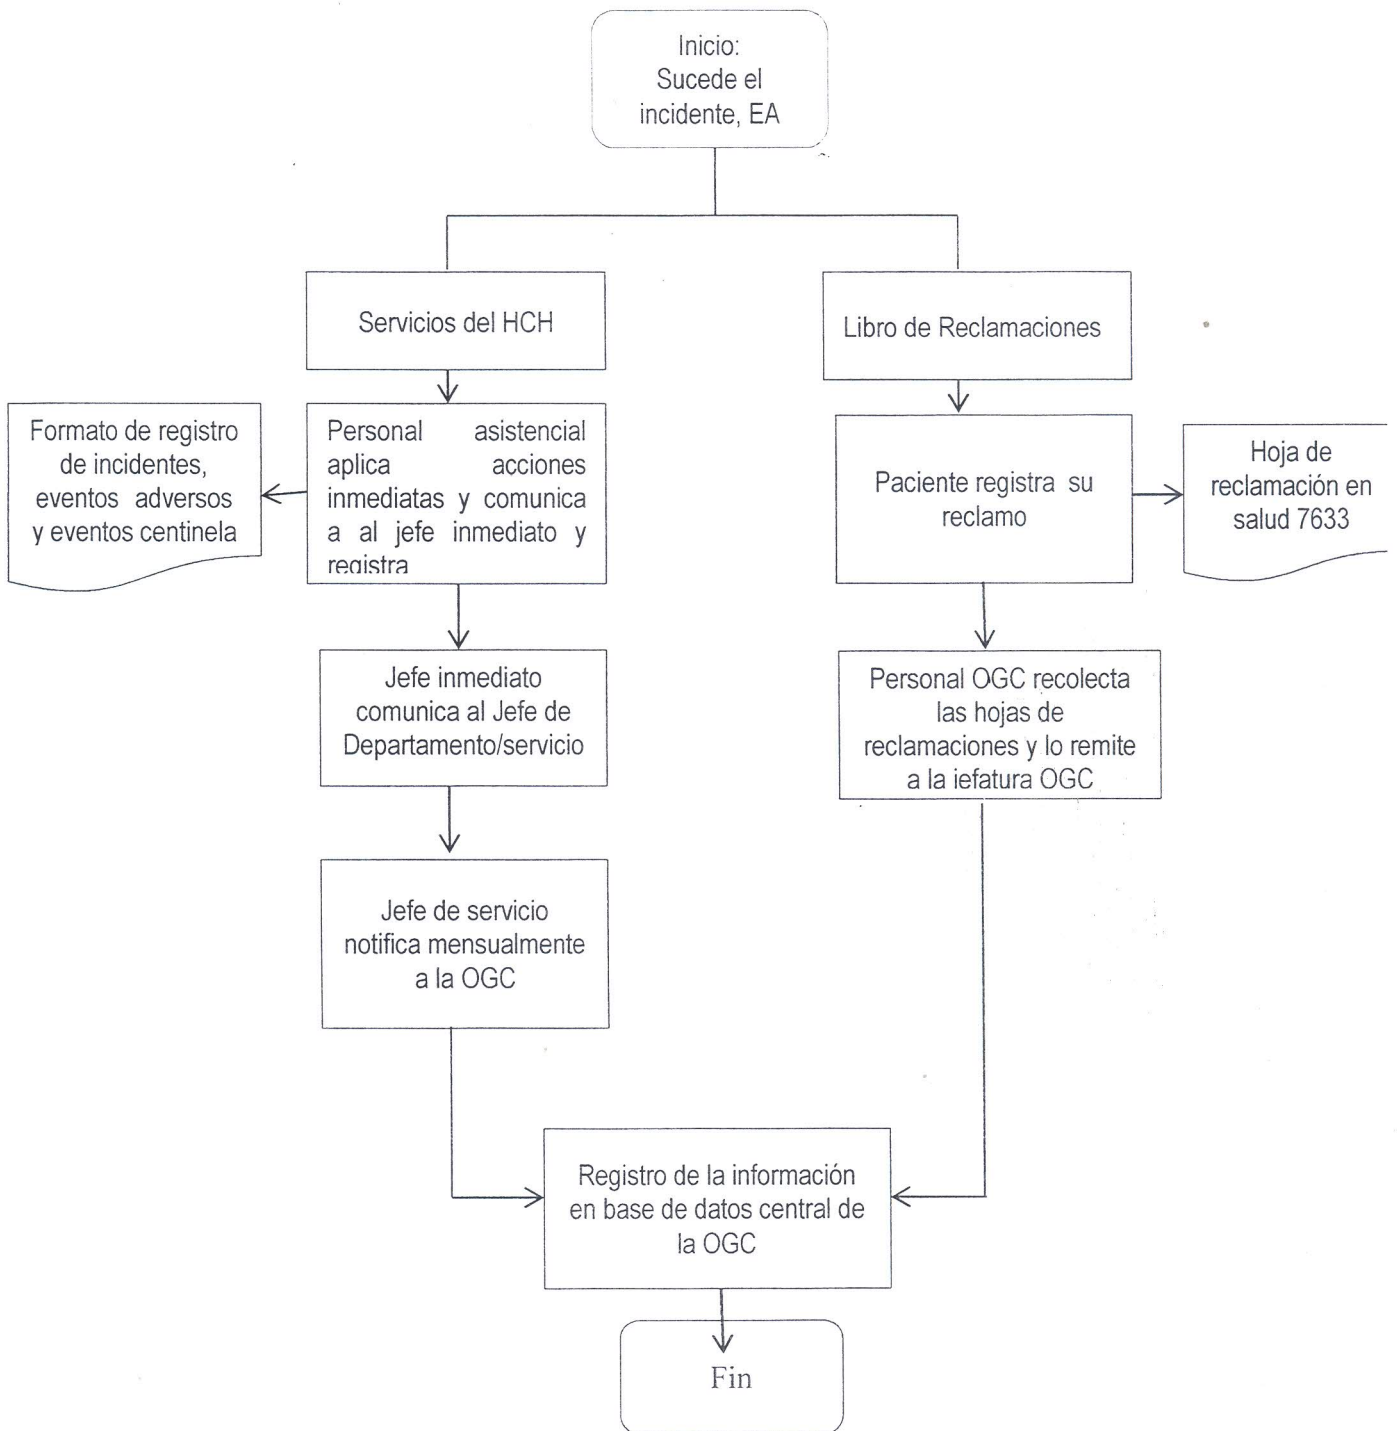 Inicio:
Sucede el
incidente, EA
Servicios del HCH
Libro de Reclamaciones
Formato de registro
de incidentes,
eventos adversos
y eventos centinela
Personal asistencial
aplica acciones
inmediatas y comunica
a al jefe inmediato y
registra
Paciente registra su
reclamo
Hoja de
reclamación en
salud 7633
Jefe inmediato
comunica al Jefe de
Departamento/servicio
Personal OGC recolecta
las hojas de
reclamaciones y lo remite
a la jefatura OGC
Jefe de servicio
notifica mensualmente
a la OGC
Registro de la información
en base de datos central de
la OGC
Fin